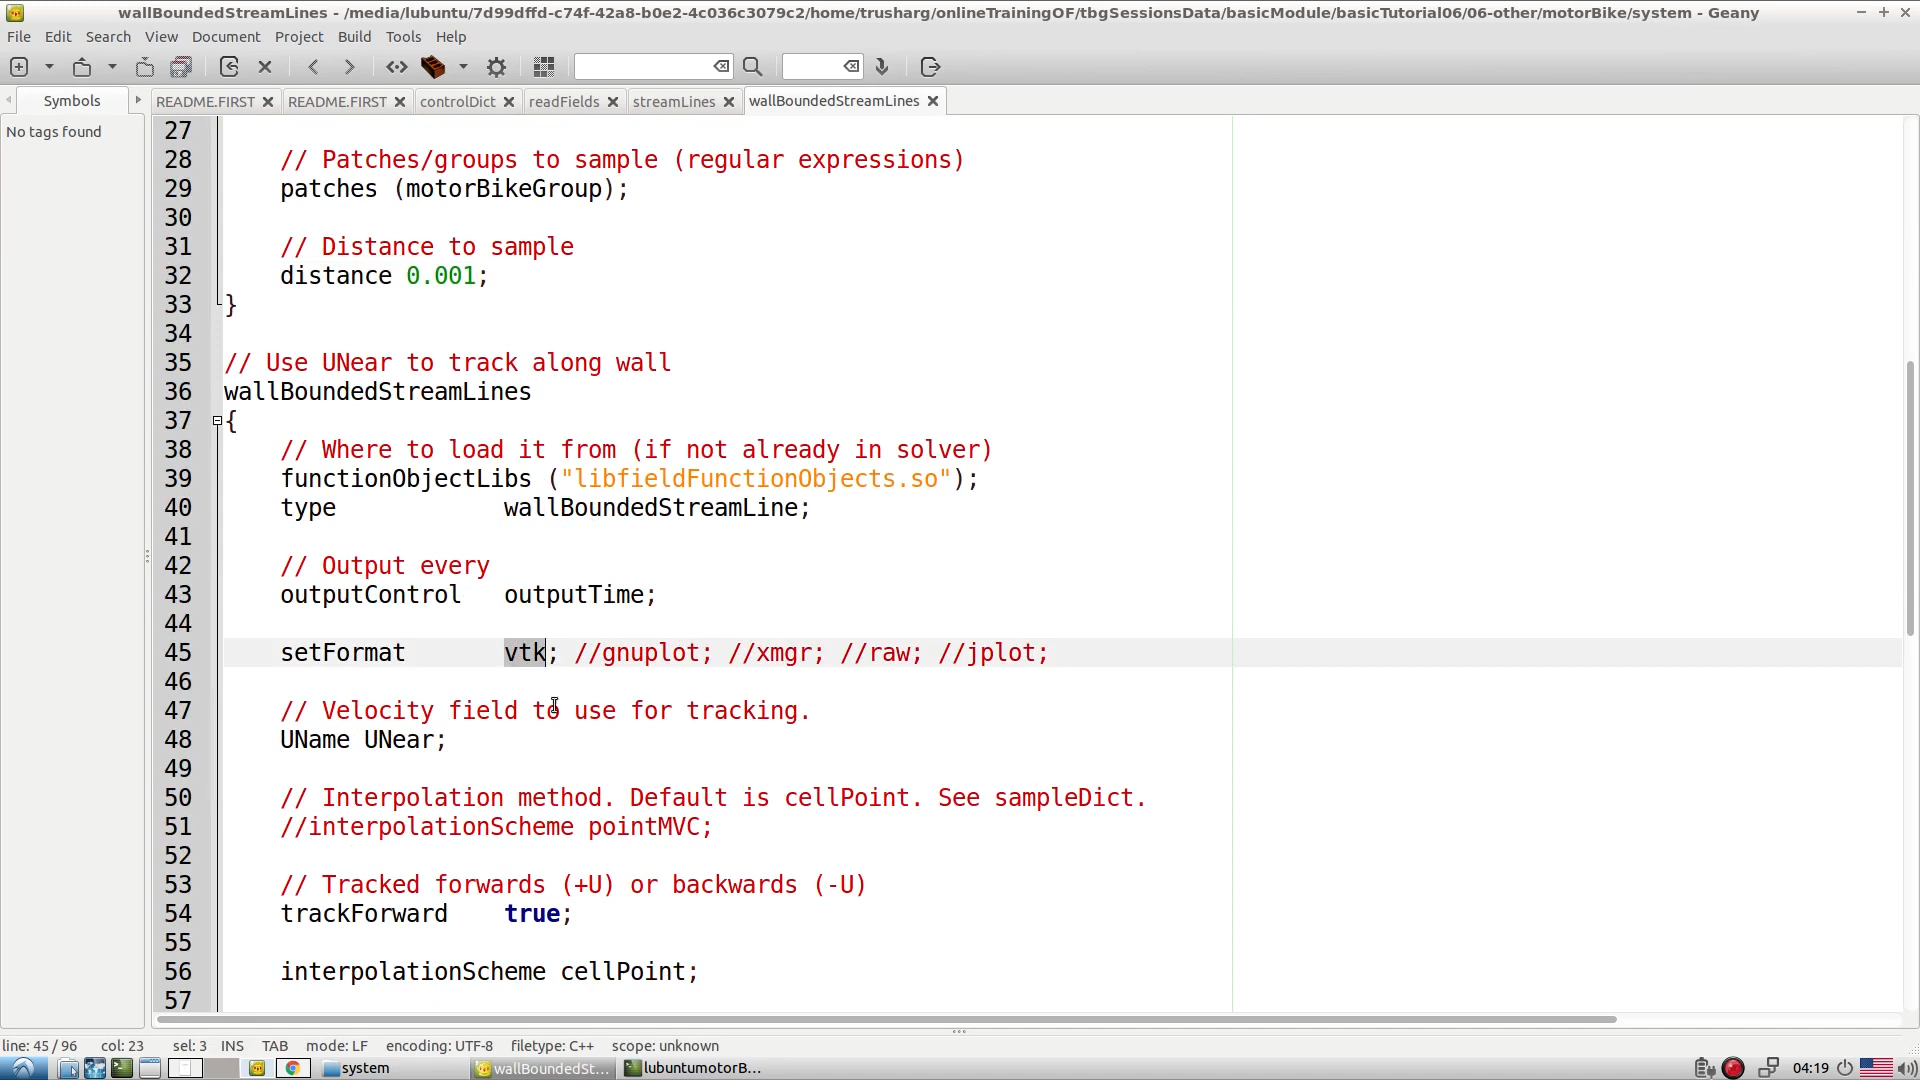 wallBoundedStreamLines - /media/lubuntu/7d99dffd-c74f-42a8-b0e2-4c036c3079c2/home/trusharg/onlineTrainingOF/tbgSessionsData/basicModule/basicTutorial06/06-other/motorBike/system - Geany
File Edit Search View Document Project Build Tools Help
Symbols README.FIRST README.FIRST controlDict readFields streamLines wallBoundedStreamLines
No tags found
27
28 // Patches/groups to sample (regular expressions)
29 patches (motorBikeGroup);
30
31 // Distance to sample
32 distance 0.001;
33 }
34
35 // Use UNear to track along wall
36 wallBoundedStreamLines
37 {
38 // Where to load it from (if not already in solver)
39 functionObjectLibs ("libfieldFunctionObjects.so");
40 type wallBoundedStreamLine;
41
42 // Output every
43 outputControl outputTime;
44
45 setFormat vtk; //gnuplot; //xmgr; //raw; //jplot;
46
47 // Velocity field to use for tracking.
48 UName UNear;
49
50 // Interpolation method. Default is cellPoint. See sampleDict.
51 //interpolationScheme pointMVC;
52
53 // Tracked forwards (+U) or backwards (-U)
54 trackForward true;
55
56 interpolationScheme cellPoint;
57
line: 45 / 96 col: 23 sel: 3 INS TAB mode: LF encoding: UTF-8 filetype: C++ scope: unknown
system wallBoundedSt... lubuntumotorB... 04:19